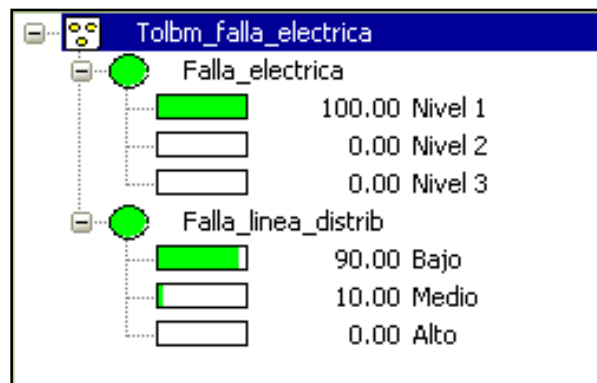 Tolbm_falla_electrica
Falla_electrica
100.00 Nivel 1
0.00 Nivel 2
0.00 Nivel 3
Falla_linea_distrib
90.00 Bajo
10.00 Medio
0.00 Alto